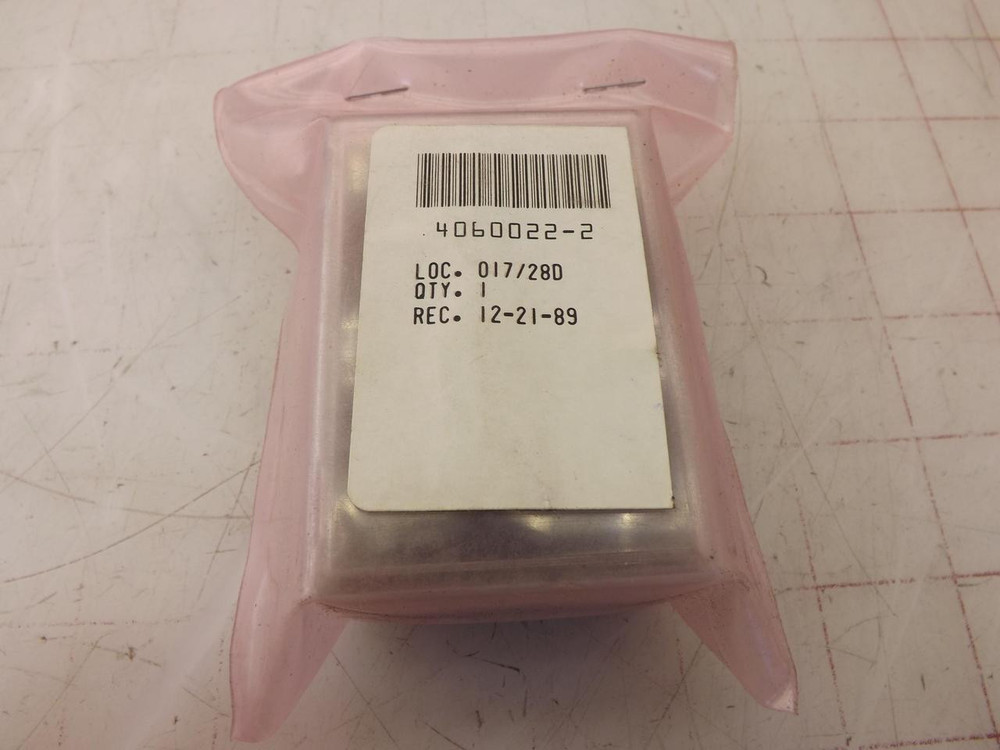 4060022-2
LOC. 017/28D
QTY. 1
REC. 12-21-89